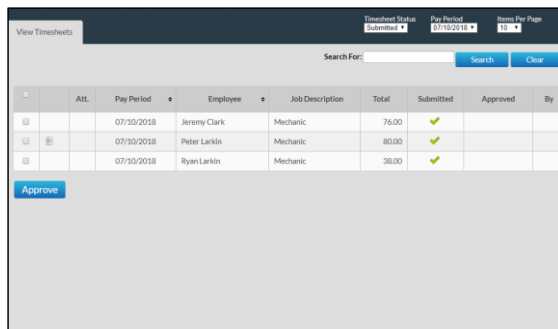 Timesheet Status Pay Period Items Per Page
View Timesheets Submitted 07/10/2018 10
Search For: Search Clear
Att. Pay Period Employee Job Description Total Submitted Approved By
07/10/2018 Jeremy Clark Mechanic 76.00
07/10/2018 Peter Larkin Mechanic 80.00
07/10/2018 Ryan Larkin Mechanic 38.00
Approve